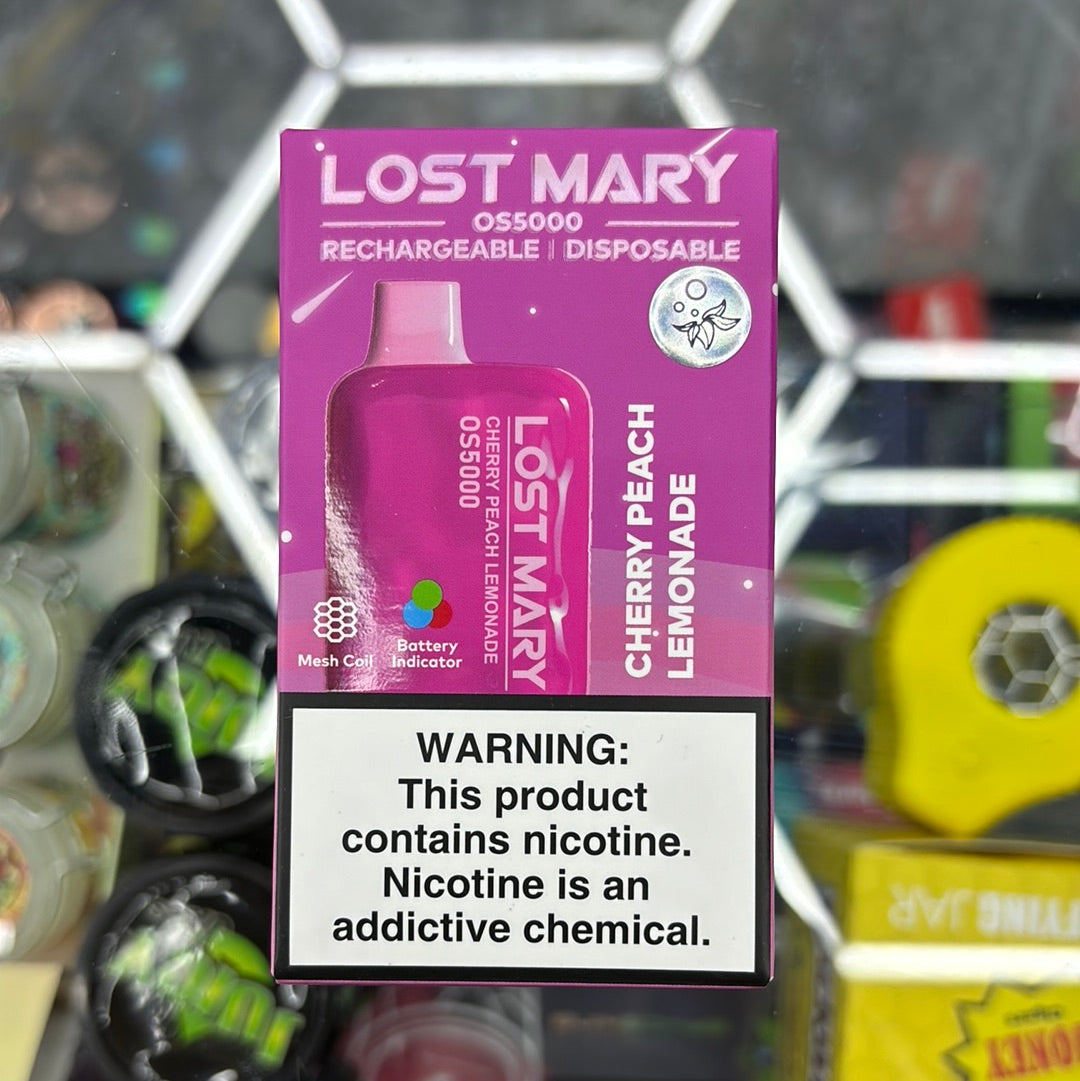 LOST MARY
OS5000
RECHARGEABLE | DISPOSABLE
LOST MARY
CHERRY PEACH LEMONADE
OS5000
CHERRY PEACH
LEMONADE
Mesh Coil
Battery
Indicator
WARNING:
This product
contains nicotine.
Nicotine is an
addictive chemical.
JAR